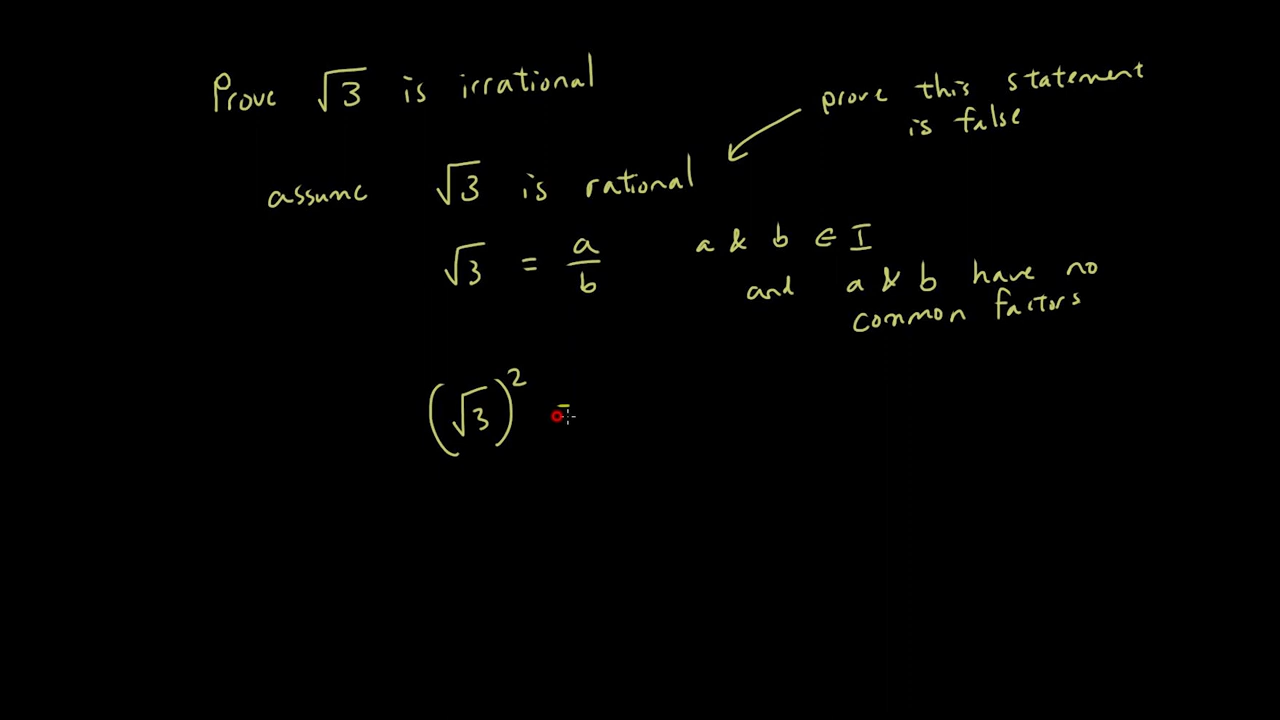 Prove √3 is irrational
prove this statement
is false
assume √3 is rational
√3 = a/b
a & b ∈ I
and a & b have no
common factors
(√3)² =